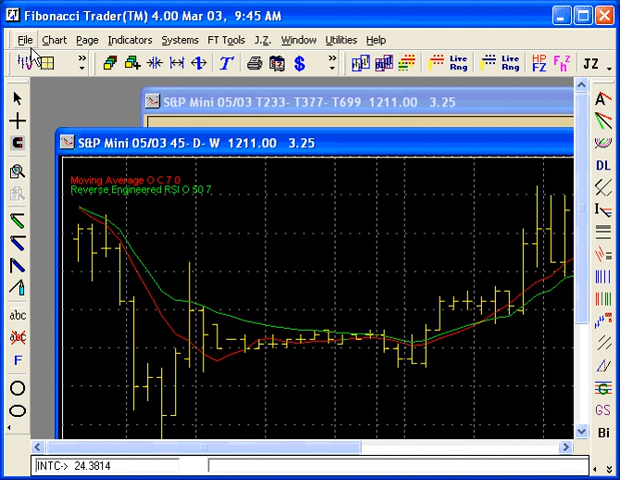 Fibonacci Trader(TM) 4.00 Mar 03, 9:45 AM
File Chart Page Indicators Systems FT Tools J.Z. Window Utilities Help
T $ Live Rng Live Rng HP FZ F h z JZ
S&P Mini 05/03 T233- T377- T699 1211.00 3.25
S&P Mini 05/03 45- D- W 1211.00 3.25
Moving Average O C 7 0
Reverse Engineered RSI O 50 7
DL
abc
abc
F
G
GS
Bi
INTC-> 24.3814